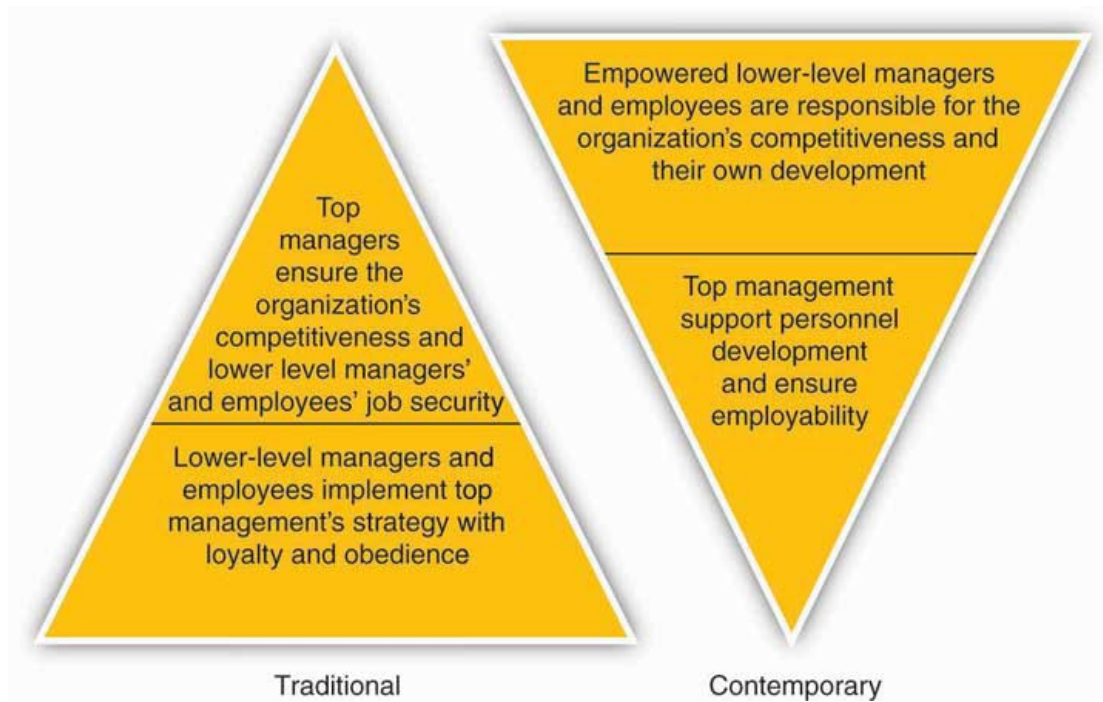 Top
managers
ensure the
organization's
competitiveness and
lower level managers'
and employees' job security
Lower-level managers and
employees implement top
management's strategy with
loyalty and obedience
Traditional
Empowered lower-level managers
and employees are responsible for the
organization's competitiveness and
their own development
Top management
support personnel
development
and ensure
employability
Contemporary